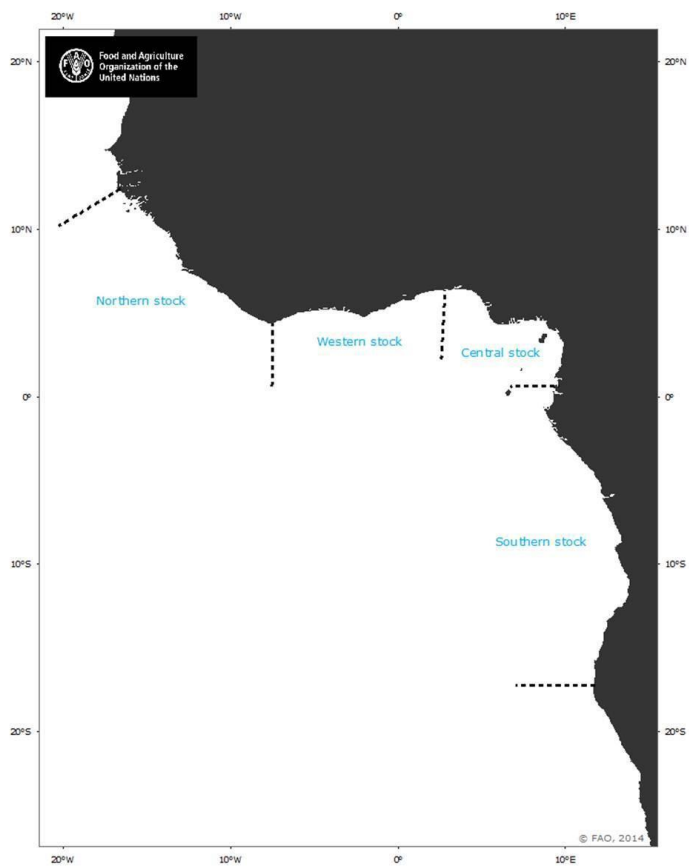 20°W 10°W 0° 10°E
Food and Agriculture
Organization of the
United Nations
20°N 20°N
10°N 10°N
Northern stock
Western stock
Central stock
0° 0°
Southern stock
10°S 10°S
20°S 20°S
© FAO, 2014
20°W 10°W 0° 10°E